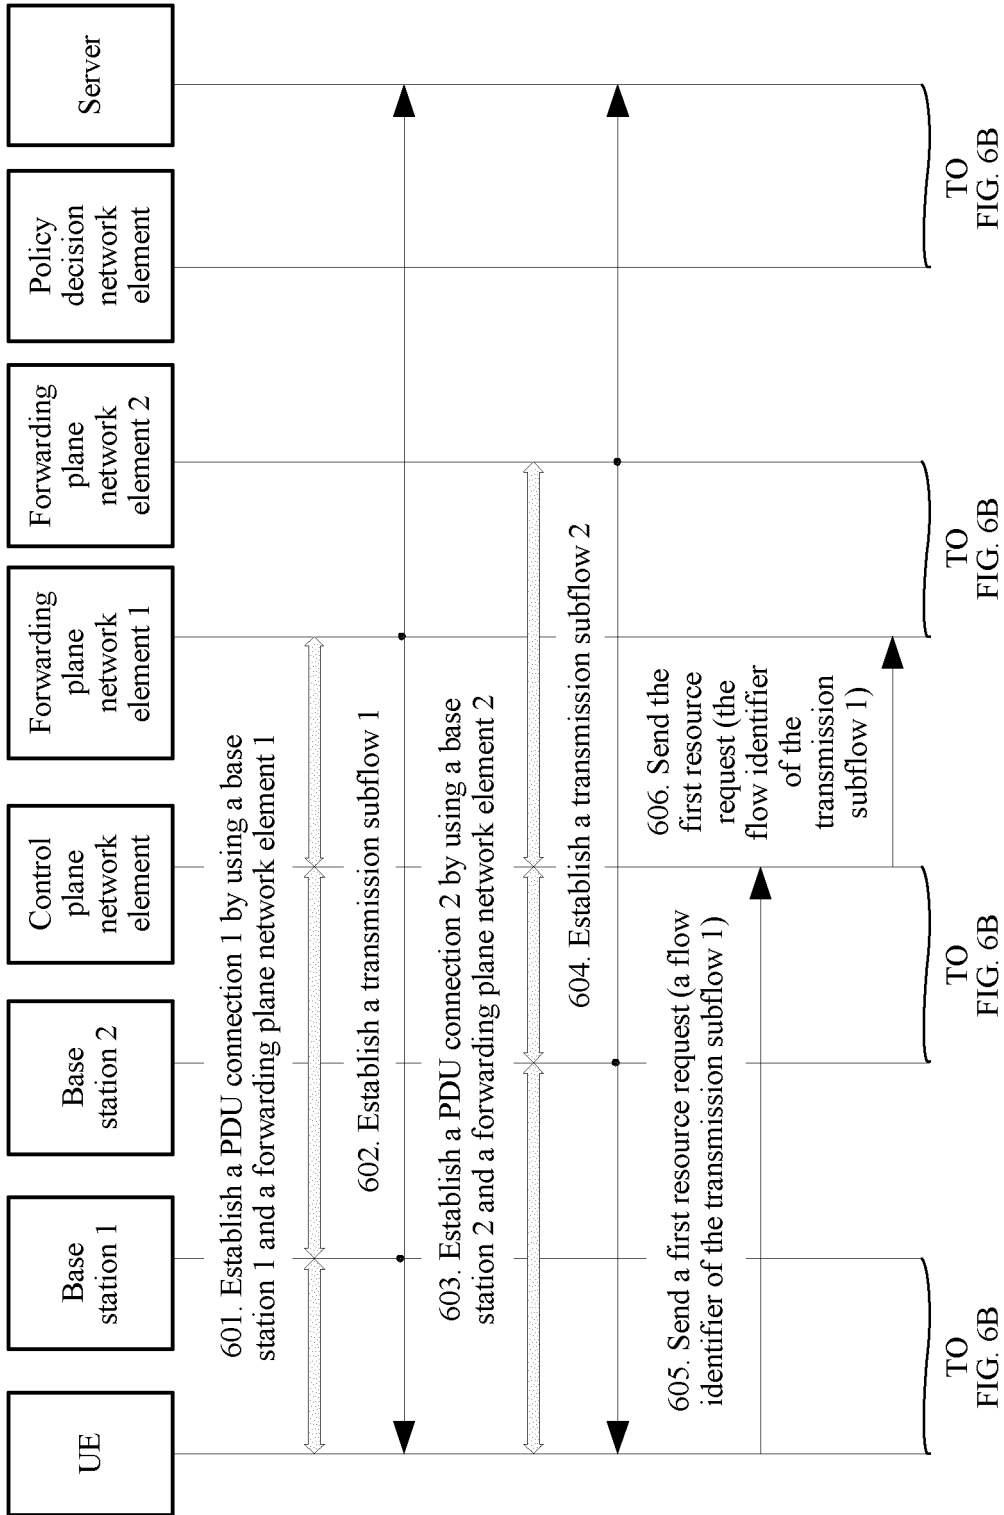 UE
Base
station 1
Base
station 2
Control
plane
network
element
Forwarding
plane
network
element 1
Forwarding
plane
network
element 2
Policy
decision
network
element
Server
601. Establish a PDU connection 1 by using a base
station 1 and a forwarding plane network element 1
602. Establish a transmission subflow 1
603. Establish a PDU connection 2 by using a base
station 2 and a forwarding plane network element 2
604. Establish a transmission subflow 2
605. Send a first resource request (a flow
identifier of the transmission subflow 1)
606. Send the
first resource
request (the
flow identifier
of the
transmission
subflow 1)
TO
FIG. 6B
TO
FIG. 6B
TO
FIG. 6B
TO
FIG. 6B